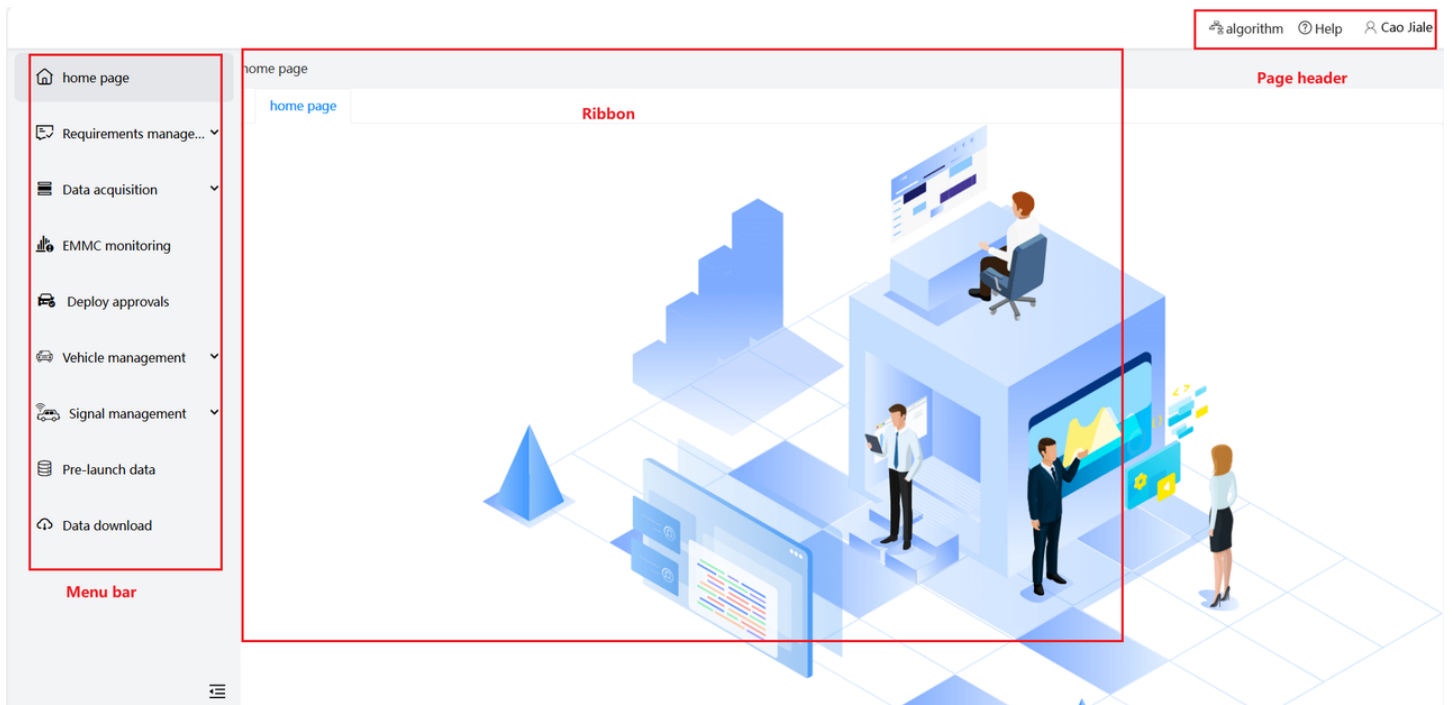 algorithm Help Cao Jiale
home page
home page
Page header
home page
Ribbon
Requirements manage...
Data acquisition
EMMC monitoring
Deploy approvals
Vehicle management
Signal management
Pre-launch data
Data download
Menu bar